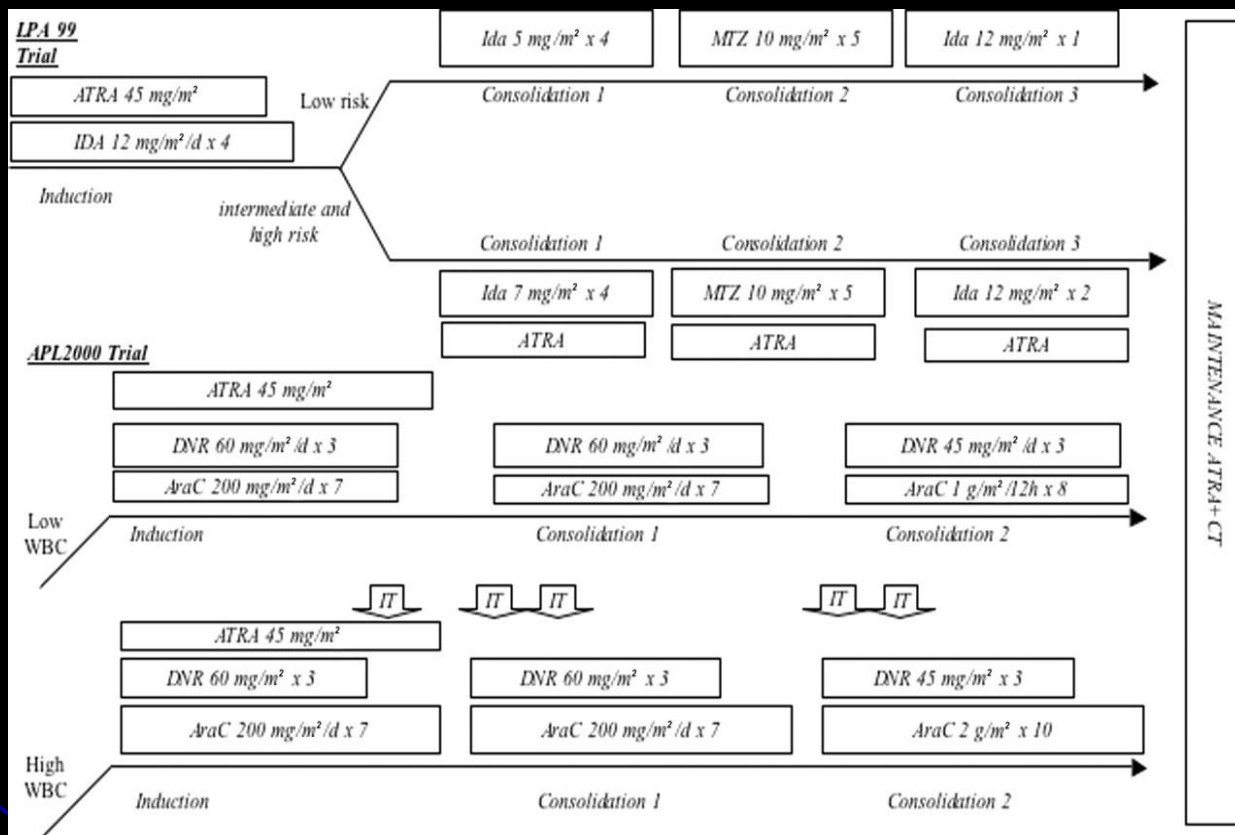 LPA 99
Trial
Ida 5 mg/m² x 4
MTZ 10 mg/m² x 5
Ida 12 mg/m² x 1
ATRA 45 mg/m²
Low risk
Consolidation 1
Consolidation 2
Consolidation 3
IDA 12 mg/m²/d x 4
Induction
intermediate and
high risk
Consolidation 1
Consolidation 2
Consolidation 3
Ida 7 mg/m² x 4
MTZ 10 mg/m² x 5
Ida 12 mg/m² x 2
ATRA
ATRA
ATRA
APL2000 Trial
ATRA 45 mg/m²
DNR 60 mg/m²/d x 3
DNR 60 mg/m²/d x 3
DNR 45 mg/m²/d x 3
AraC 200 mg/m²/d x 7
AraC 200 mg/m²/d x 7
AraC 1 g/m²/12h x 8
Low
WBC
Induction
Consolidation 1
Consolidation 2
IT
IT
IT
IT
IT
ATRA 45 mg/m²
DNR 60 mg/m² x 3
DNR 60 mg/m² x 3
DNR 45 mg/m² x 3
AraC 200 mg/m²/d x 7
AraC 200 mg/m²/d x 7
AraC 2 g/m² x 10
High
WBC
Induction
Consolidation 1
Consolidation 2
MAINTENANCE ATRA+ CT